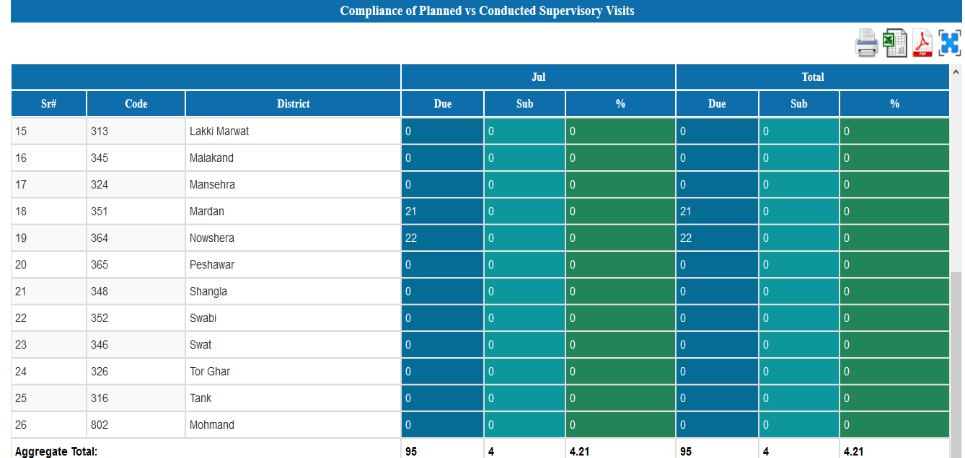 Compliance of Planned vs Conducted Supervisory Visits
Jul Total
Sr# Code District Due Sub % Due Sub %
15 313 Lakki Marwat 0 0 0 0 0 0
16 345 Malakand 0 0 0 0 0 0
17 324 Mansehra 0 0 0 0 0 0
18 351 Mardan 21 0 0 21 0 0
19 364 Nowshera 22 0 0 22 0 0
20 365 Peshawar 0 0 0 0 0 0
21 348 Shangla 0 0 0 0 0 0
22 352 Swabi 0 0 0 0 0 0
23 346 Swat 0 0 0 0 0 0
24 326 Tor Ghar 0 0 0 0 0 0
25 316 Tank 0 0 0 0 0 0
26 802 Mohmand 0 0 0 0 0 0
Aggregate Total: 95 4 4.21 95 4 4.21